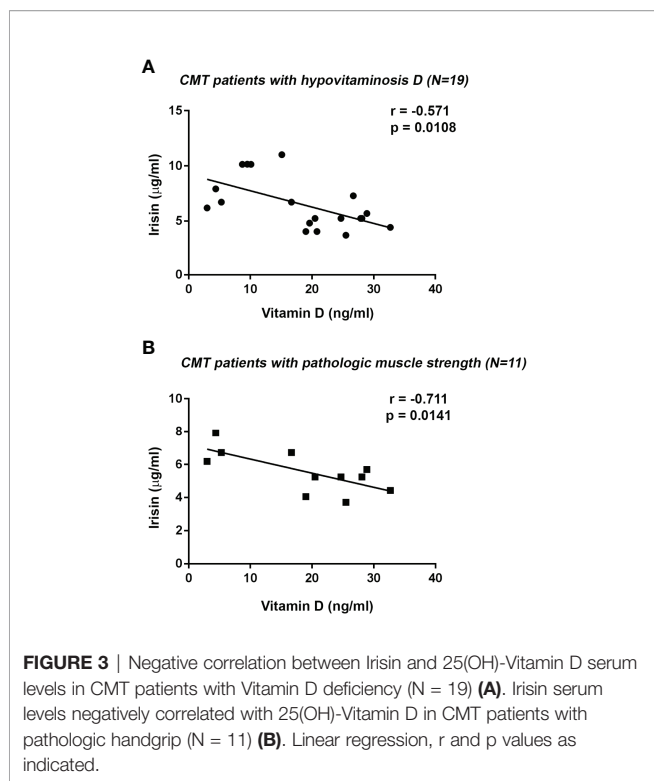 A
CMT patients with hypovitaminosis D (N=19)
r = -0.571
p = 0.0108
15
10
5
0
Irisin (μg/ml)
0 10 20 30 40
Vitamin D (ng/ml)
B
CMT patients with pathologic muscle strength (N=11)
r = -0.711
p = 0.0141
10
8
6
4
2
0
Irisin (μg/ml)
0 10 20 30 40
Vitamin D (ng/ml)
FIGURE 3 | Negative correlation between Irisin and 25(OH)-Vitamin D serum
levels in CMT patients with Vitamin D deficiency (N = 19) (A). Irisin serum
levels negatively correlated with 25(OH)-Vitamin D in CMT patients with
pathologic handgrip (N = 11) (B). Linear regression, r and p values as
indicated.